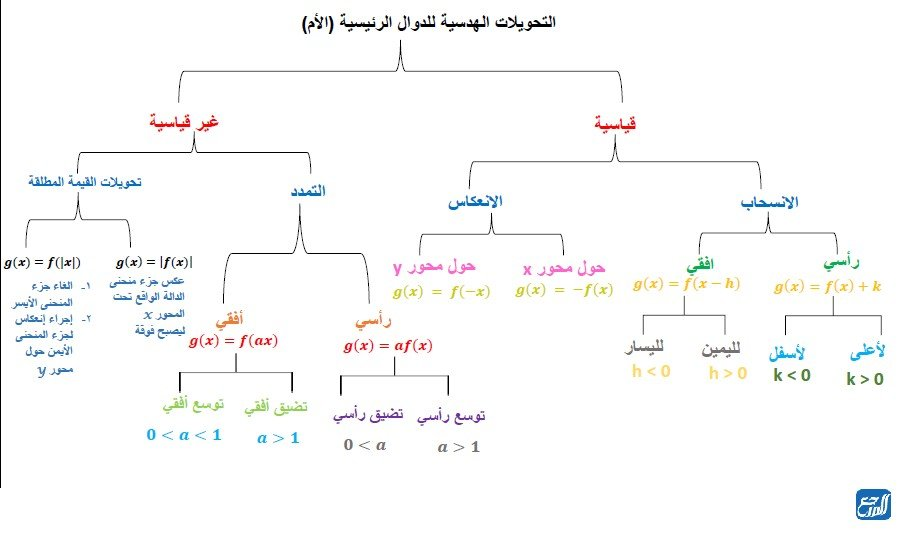 التحويلات الهدسية للدوال الرئيسية (الأم)
قياسية
غير قياسية
الانسحاب
الانعكاس
التمدد
تحويلات القيمة المطلقة
رأسي
g(x) = f(x) + k
لأعلى
k > 0
لأسفل
k < 0
افقي
g(x) = f(x − h)
لليمين
h > 0
لليسار
h < 0
حول محور x
g(x) = −f(x)
حول محور y
g(x) = f(−x)
رأسي
g(x) = af(x)
توسع رأسي
a > 1
تضيق رأسي
0 < a
أفقي
g(x) = f(ax)
تضيق أفقي
a > 1
توسع أفقي
0 < a < 1
g(x) = |f(x)|
عكس جزء منحنى
الدالة الواقع تحت
المحور x
ليصبح فوقة
g(x) = f(|x|)
١- الغاء جزء
المنحنى الأيسر
٢- إجراء إنعكاس
لجزء المنحنى
الأيمن حول
محور y
المرجع